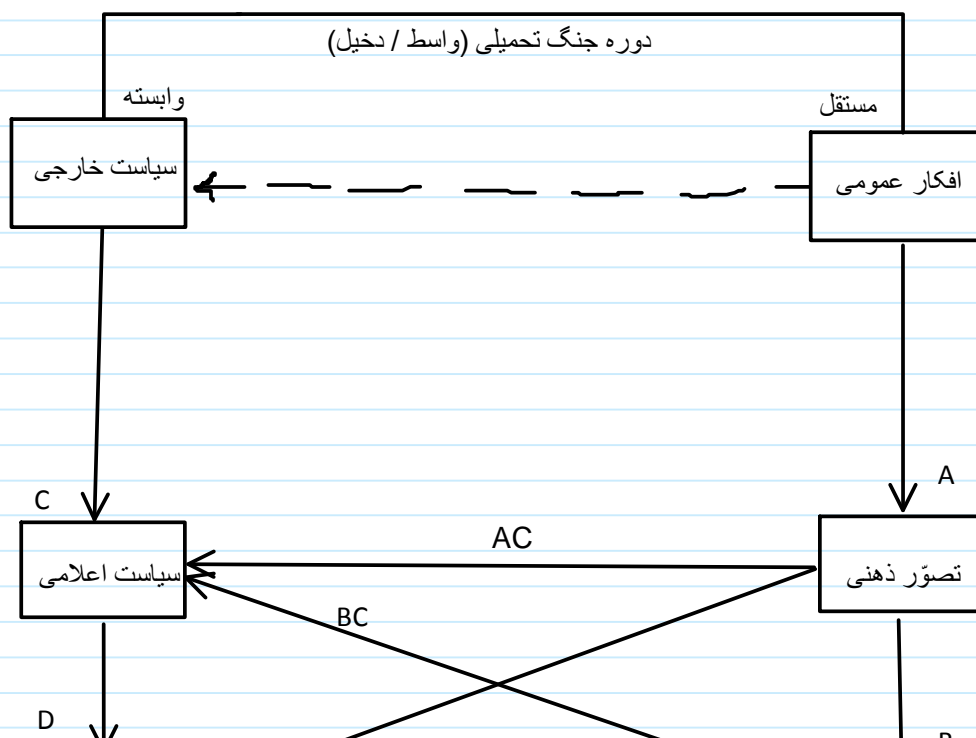 دوره جنگ تحمیلی (واسط / دخیل)
مستقل
وابسته
افکار عمومی
سیاست خارجی
A
C
تصوّر ذهنی
AC
سیاست اعلامی
BC
D